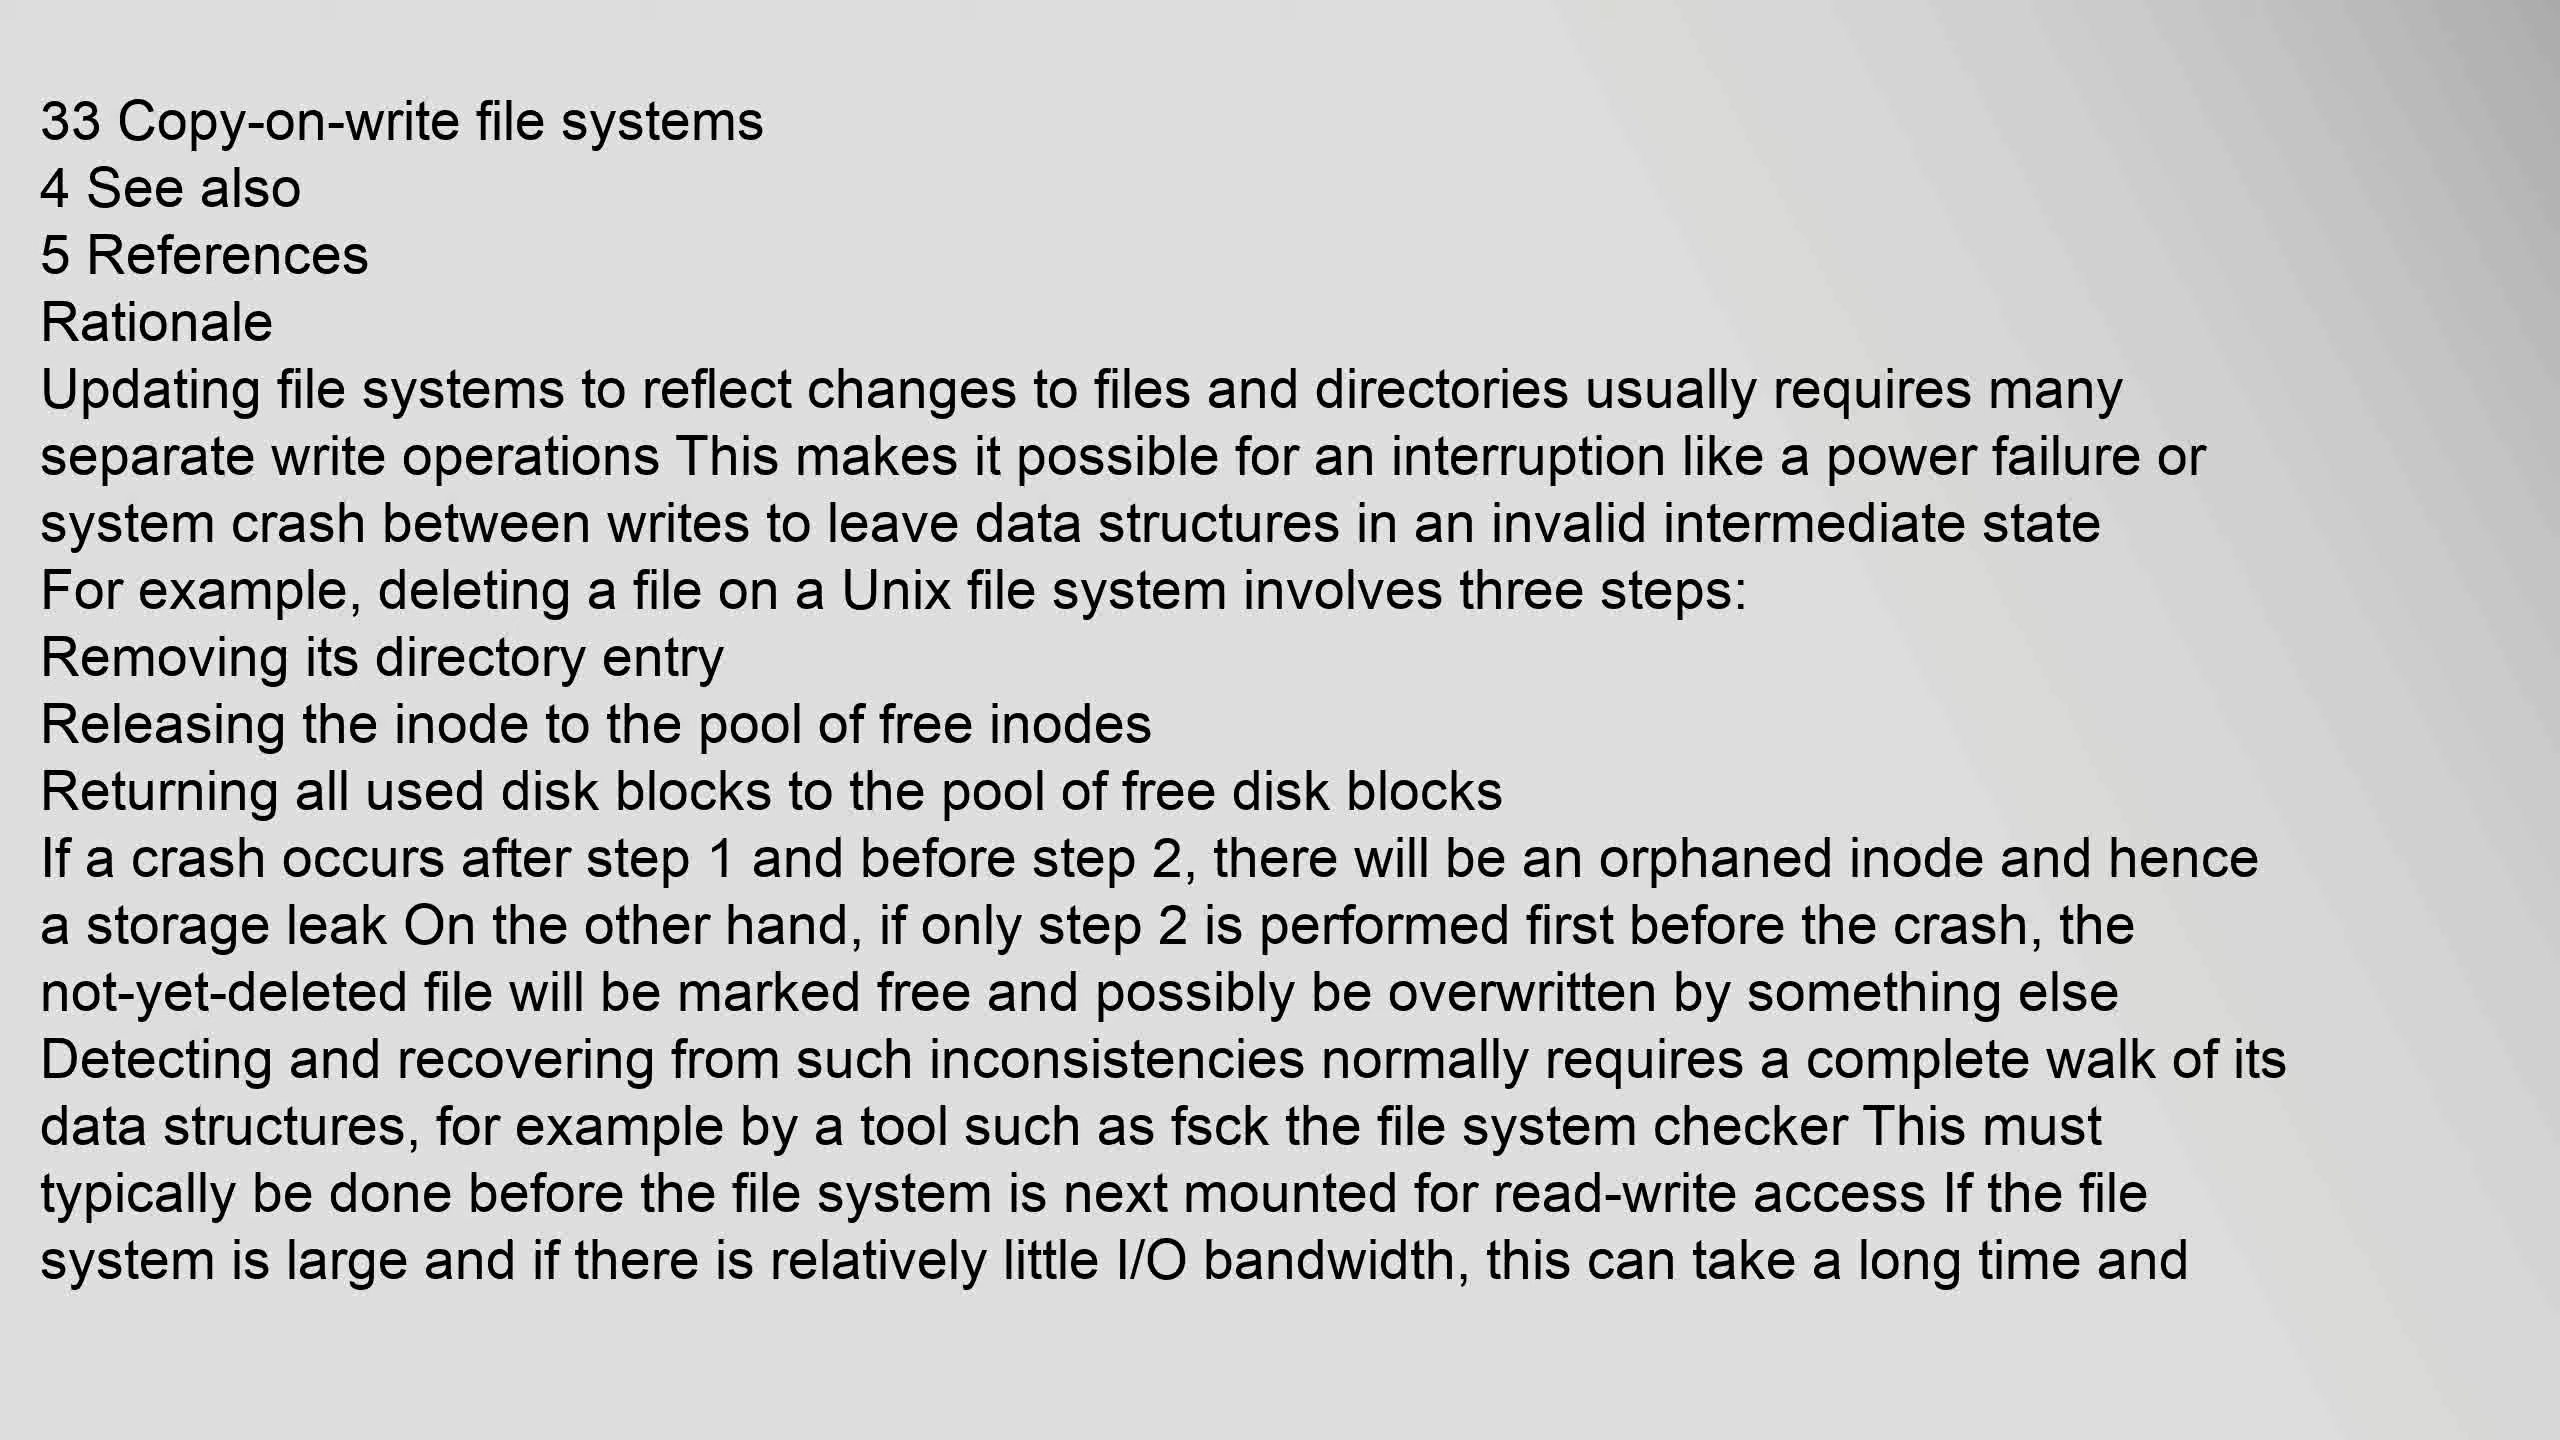 33 Copy-on-write file systems
4 See also
5 References
Rationale
Updating file systems to reflect changes to files and directories usually requires many
separate write operations This makes it possible for an interruption like a power failure or
system crash between writes to leave data structures in an invalid intermediate state
For example, deleting a file on a Unix file system involves three steps:
Removing its directory entry
Releasing the inode to the pool of free inodes
Returning all used disk blocks to the pool of free disk blocks
If a crash occurs after step 1 and before step 2, there will be an orphaned inode and hence
a storage leak On the other hand, if only step 2 is performed first before the crash, the
not-yet-deleted file will be marked free and possibly be overwritten by something else
Detecting and recovering from such inconsistencies normally requires a complete walk of its
data structures, for example by a tool such as fsck the file system checker This must
typically be done before the file system is next mounted for read-write access If the file
system is large and if there is relatively little I/O bandwidth, this can take a long time and